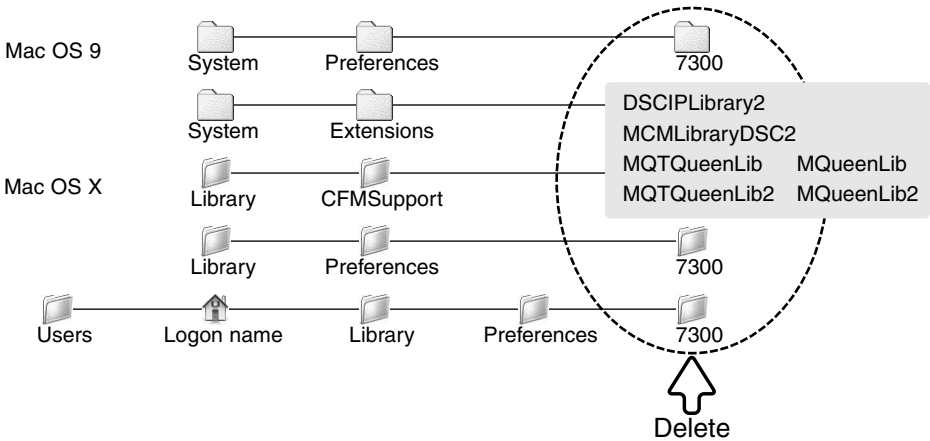 Mac OS 9
System Preferences 7300
System Extensions
DSCIPLibrary2
MCMLibraryDSC2
MQTQueenLib MQueenLib
MQTQueenLib2 MQueenLib2
Mac OS X
Library CFMSupport
Library Preferences 7300
Users Logon name Library Preferences 7300
Delete